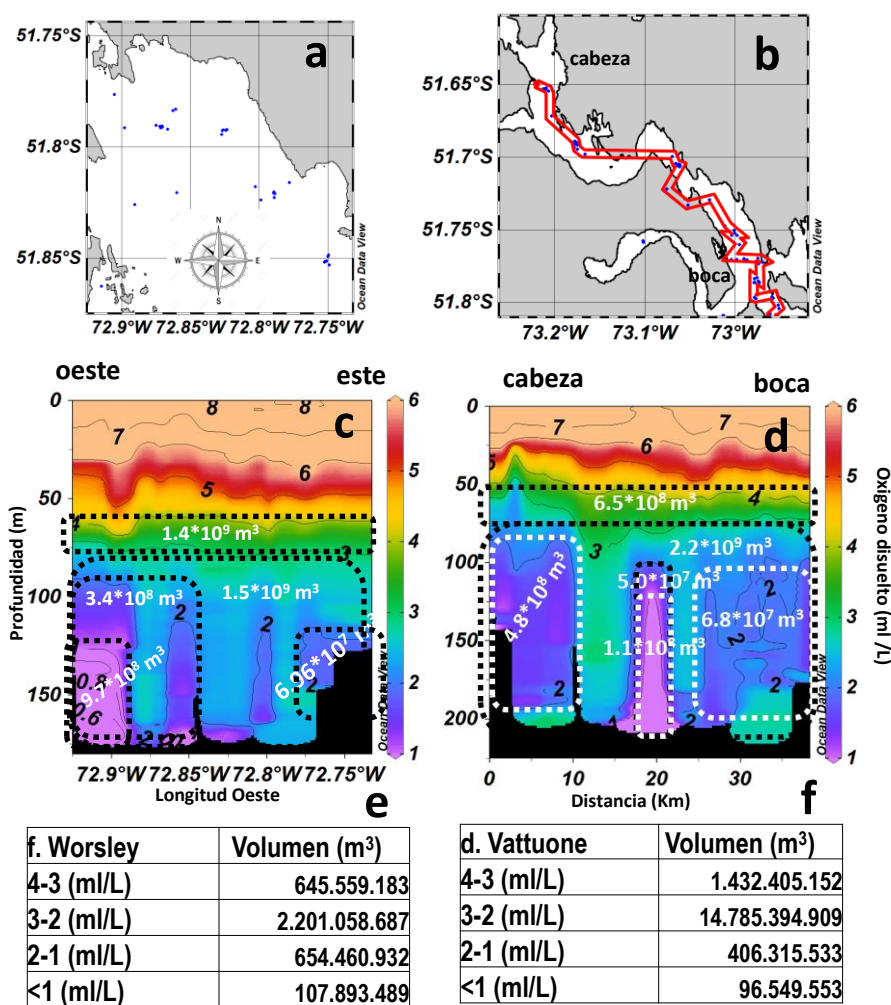 a
51.75°S
51.8°S
51.85°S
N
W
E
S
Ocean Data View
72.9°W 72.85°W 72.8°W 72.75°W
b
cabeza
boca
51.65°S
51.7°S
51.75°S
51.8°S
Ocean Data View
73.2°W 73.1°W 73°W
oeste
este
c
Profundidad (m)
0
50
100
150
8
8
7
6
5
4
3
2
2
2
0.8
0.6
1.4*10⁹ m³
3.4*10⁸ m³
1.5*10⁹ m³
9.7*10⁸ m³
6.96*10⁷ m³
Ocean Data View
72.9°W 72.85°W 72.8°W 72.75°W
Longitud Oeste
6
5
4
3
2
1
e
cabeza
boca
d
0
50
100
150
200
7
6
5
4
3
2
2
2
2
2
1
6.5*10⁸ m³
2.2*10⁹ m³
4.8*10⁸ m³
5.0*10⁷ m³
6.8*10⁷ m³
1.1*10⁸ m³
Ocean Data View
0 10 20 30
Distancia (Km)
6
5
4
3
2
1
Oxigeno disuelto (ml /L)
f
f. Worsley Volumen (m³)
4-3 (ml/L) 645.559.183
3-2 (ml/L) 2.201.058.687
2-1 (ml/L) 654.460.932
<1 (ml/L) 107.893.489
d. Vattuone Volumen (m³)
4-3 (ml/L) 1.432.405.152
3-2 (ml/L) 14.785.394.909
2-1 (ml/L) 406.315.533
<1 (ml/L) 96.549.553